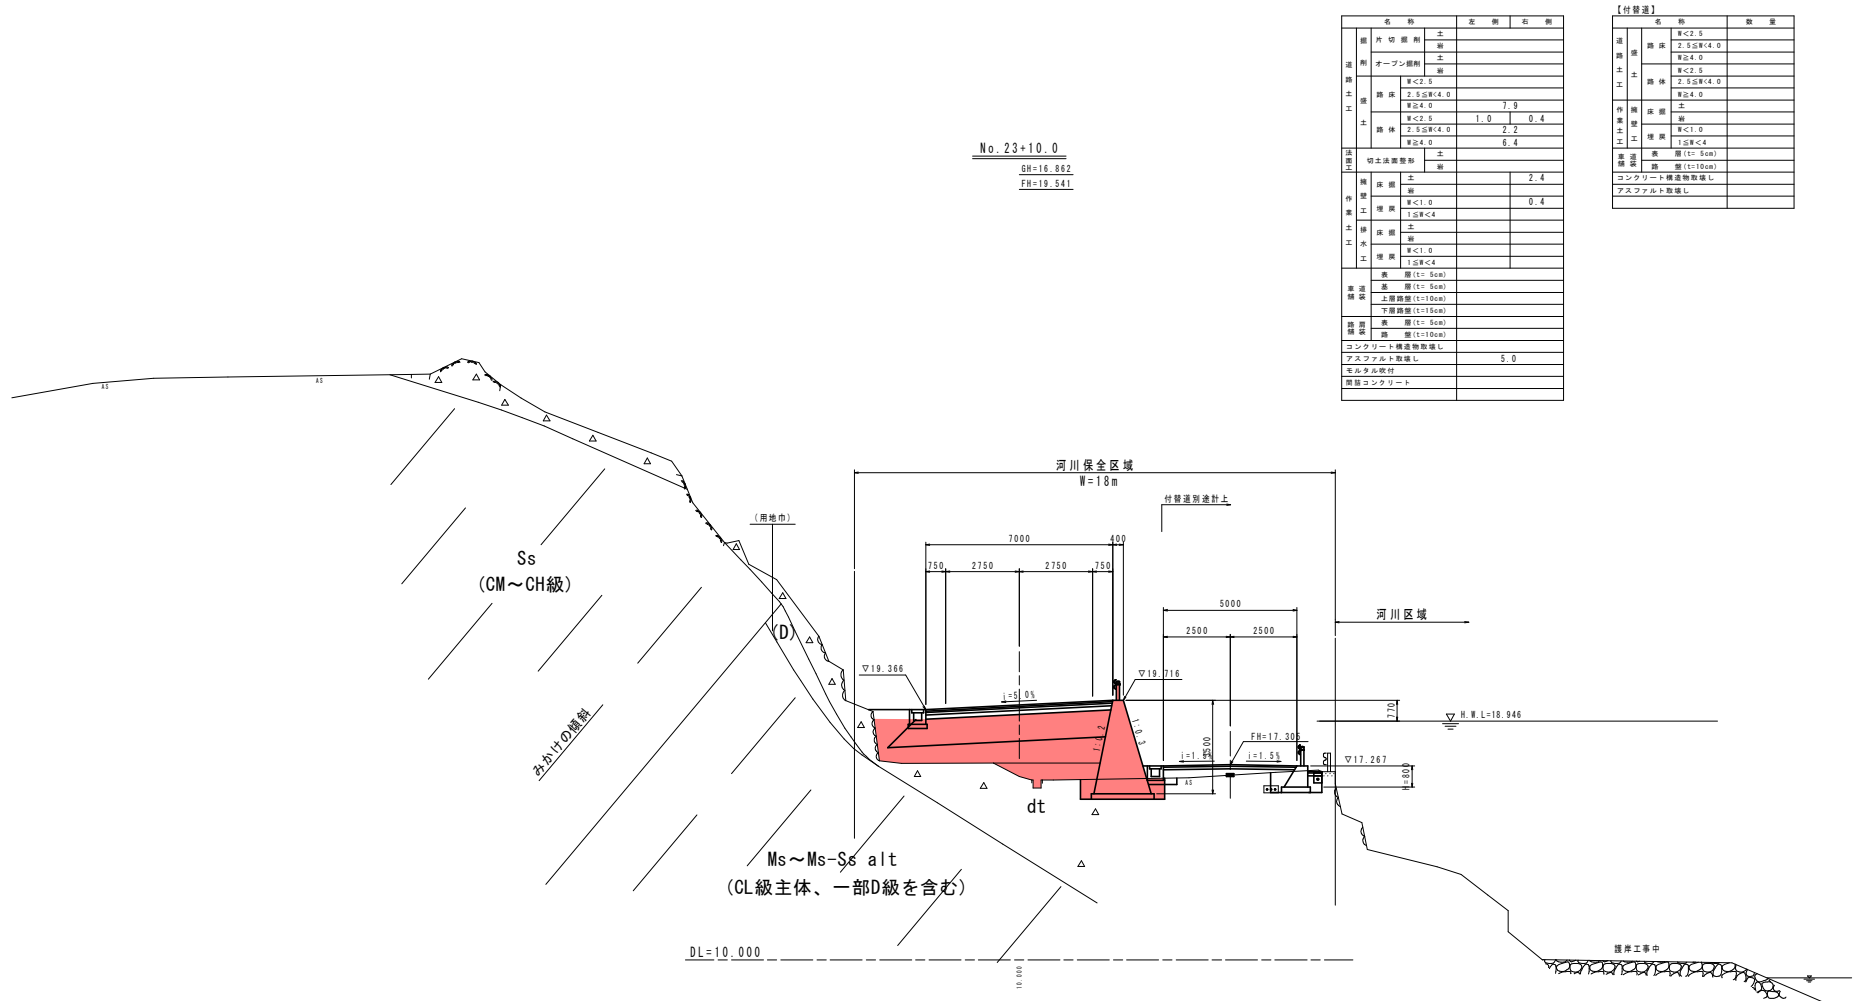 【付替道】
名 称 左 側 右 側
道路土工 掘削 片切掘削 土
岩
オープン掘削 土
岩
盛土 路床 W＜2.5
2.5≦W<4.0
W≧4.0 7.9
路体 W＜2.5 1.0 0.4
2.5≦W<4.0 2.2
W≧4.0 6.4
法面工 切土法面整形 土
岩
作業土工 擁壁工 床掘 土 2.4
岩
埋戻 W＜1.0 0.4
1≦W＜4
排水工 床掘 土
岩
埋戻 W＜1.0
1≦W＜4
車道舗装 表 層(t= 5cm)
基 層(t= 5cm)
上層路盤(t=10cm)
下層路盤(t=15cm)
路肩舗装 表 層(t= 5cm)
路 盤(t=10cm)
コンクリート構造物取壊し
アスファルト取壊し 5.0
モルタル吹付
間詰コンクリート
名 称 数 量
道路土工 盛土 路床 W＜2.5
2.5≦W<4.0
W≧4.0
路体 W＜2.5
2.5≦W<4.0
W≧4.0
作業土工 擁壁工 床掘 土
岩
埋戻 W＜1.0
1≦W＜4
車道舗装 表 層(t= 5cm)
路 盤(t=10cm)
コンクリート構造物取壊し
アスファルト取壊し
No.23+10.0
GH=16.862
FH=19.541
AS
AS
河川保全区域
W=18m
付替道別途計上
(用地巾)
7000
400
750
2750
2750
750
Ss
(CM～CH級)
5000
河川区域
2500
2500
(D)
▽19.366
▽19.716
i=5.0%
770
H.W.L=18.946
1:0.2
1:0.3
3500
FH=17.305
i=1.5%
i=1.5%
▽17.267
H=800
AS
みかけの傾斜
dt
Ms～Ms-Ss alt
(CL級主体、一部D級を含む)
DL=10.000
10.000
護岸工事中